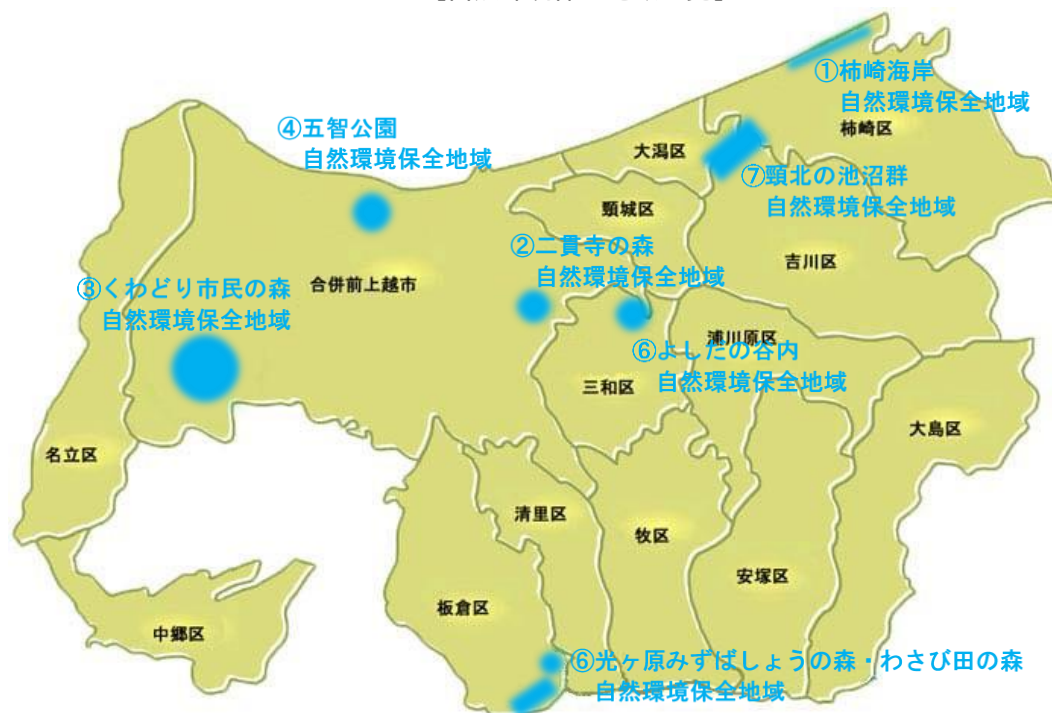 ①柿崎海岸
自然環境保全地域
柿崎区
④五智公園
自然環境保全地域
大潟区
⑦頸北の池沼群
自然環境保全地域
頸城区
②二貫寺の森
自然環境保全地域
吉川区
③くわどり市民の森
自然環境保全地域
合併前上越市
浦川原区
⑥よしだの谷内
自然環境保全地域
三和区
大島区
名立区
清里区
牧区
安塚区
板倉区
中郷区
⑥光ヶ原みずばしょうの森・わさび田の森
自然環境保全地域